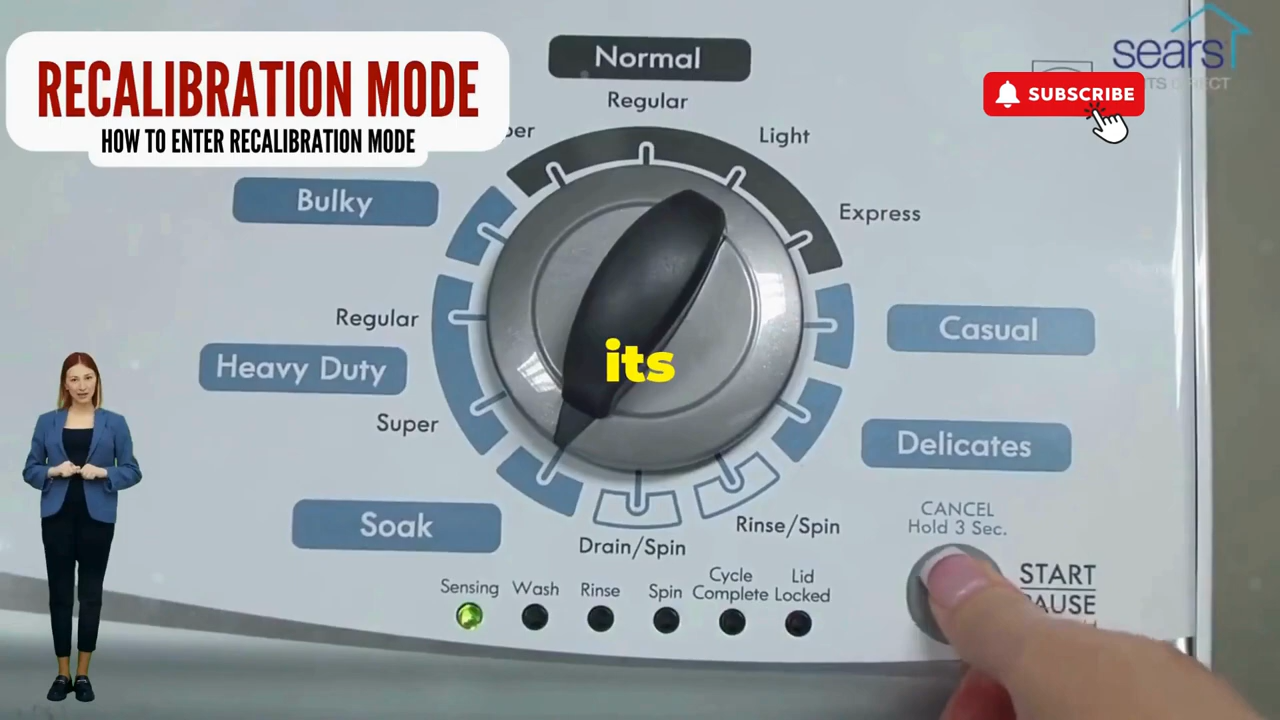 RECALIBRATION MODE
HOW TO ENTER RECALIBRATION MODE
sears
SUBSCRIBE
Normal
Regular
Light
Express
Bulky
Regular
Heavy Duty
Super
Casual
Delicates
its
Soak
Rinse/Spin
Drain/Spin
CANCEL
Hold 3 Sec.
START
Sensing
Wash
Rinse
Spin
Cycle
Complete
Lid
Locked